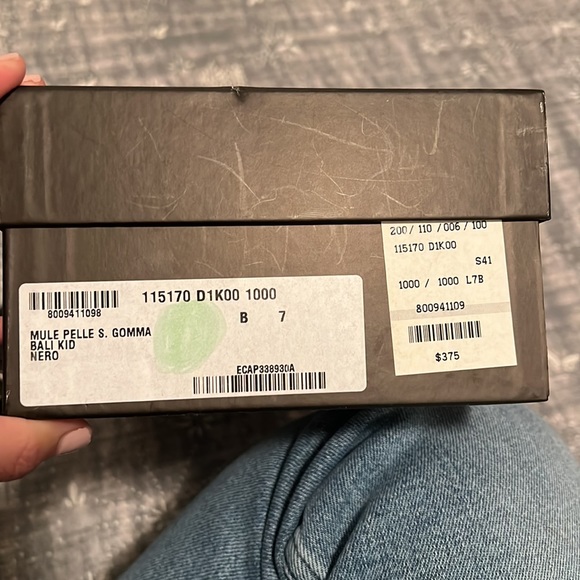 115170 D1K00 1000
8009411098
B 7
MULE PELLE S. GOMMA
BALI KID
NERO
ECAP338930A
200/ 110 /006 / 100
115170 D1K00
S41
1000 / 1000 L7B
800941109
$375